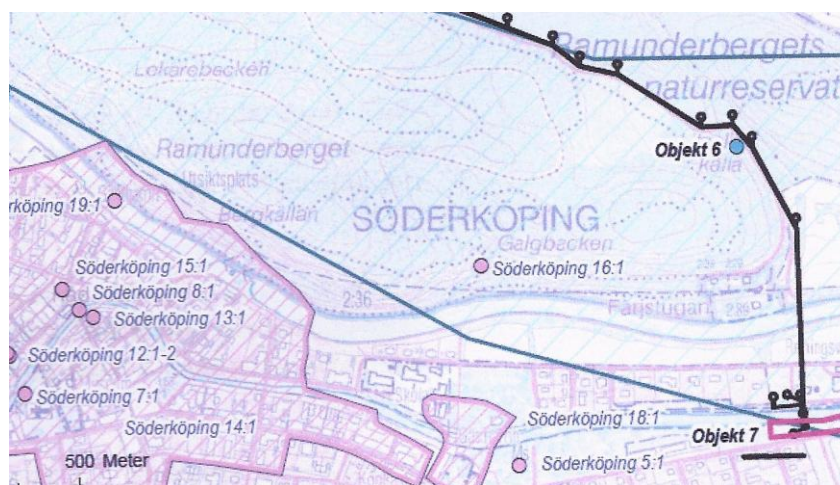 Ramunderbergets
naturreservat
Lokarebacken
Objekt 6
källa
Ramunderberget
Utsiktsplats
rköping 19:1
Bergkällan
SÖDERKÖPING
Galgbacken
Söderköping 16:1
Söderköping 15:1
Söderköping 8:1
2:36
Färjstugan
Söderköping 13:1
Söderköping 12:1-2
Söderköping 7:1
Söderköping 18:1
Söderköping 14:1
Objekt 7
500 Meter
Söderköping 5:1